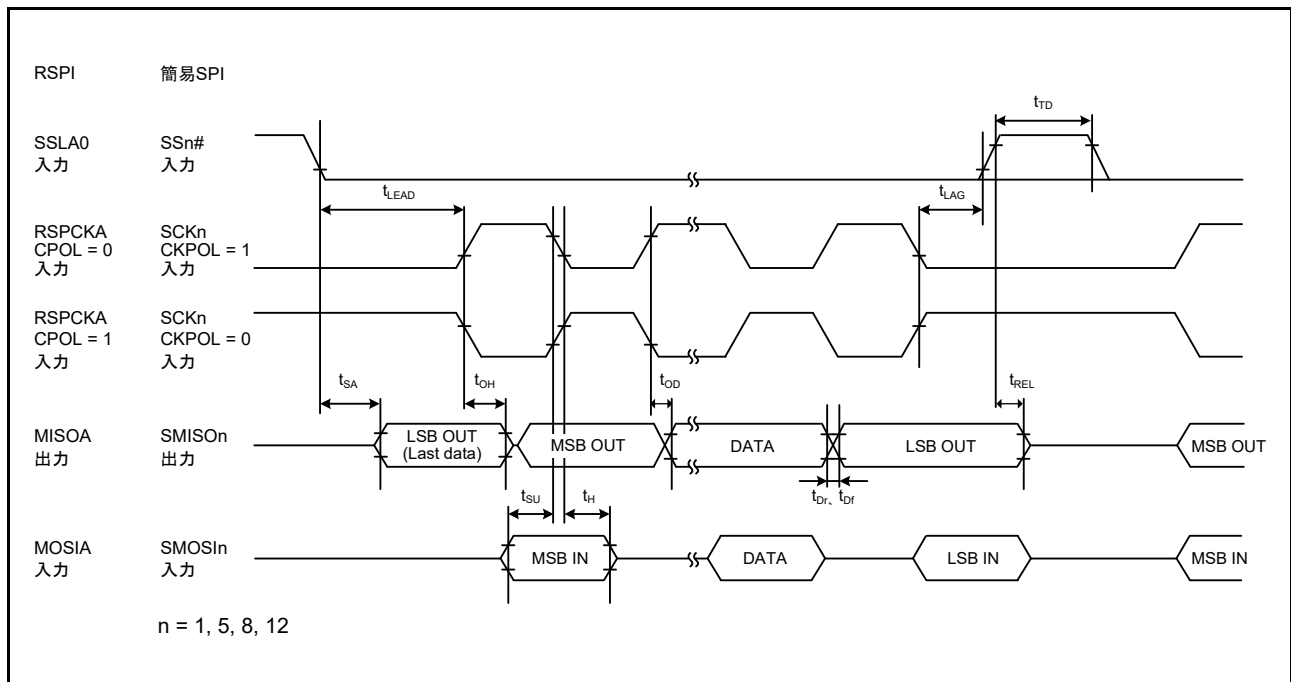 RSPI 簡易SPI
tTD
SSLA0 SSn#
入力 入力
tLEAD tLAG
RSPCKA SCKn
CPOL = 0 CKPOL = 1
入力 入力
RSPCKA SCKn
CPOL = 1 CKPOL = 0
入力 入力
tSA tOH tOD tREL
MISOA SMISOn
出力 出力
LSB OUT
(Last data)
MSB OUT DATA LSB OUT MSB OUT
tSU tH tDr、tDf
MOSIA SMOSIn
入力 入力
MSB IN DATA LSB IN MSB IN
n = 1, 5, 8, 12